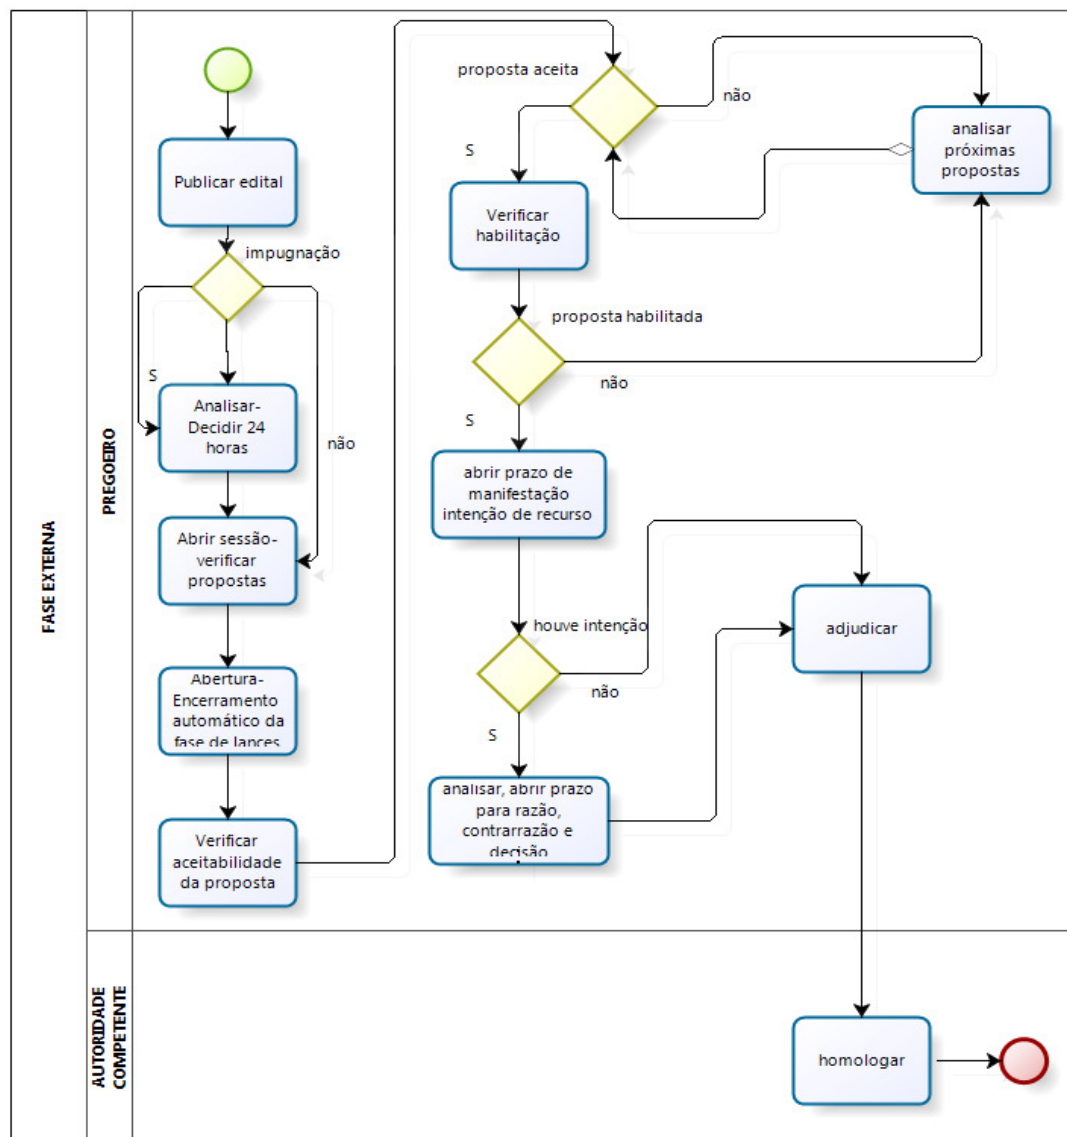 FASE EXTERNA
PREGOEIRO
Publicar edital
impugnação
S
não
Analisar-
Decidir 24
horas
Abrir sessão-
verificar
propostas
Abertura-
Encerramento
automático da
fase de lances
Verificar
aceitabilidade
da proposta
proposta aceita
não
S
analisar
próximas
propostas
Verificar
habilitação
proposta habilitada
não
S
abrir prazo de
manifestação
intenção de recurso
houve intenção
não
S
adjudicar
analisar, abrir prazo
para razão,
contrarrazão e
decisão
AUTORIDADE
COMPETENTE
homologar